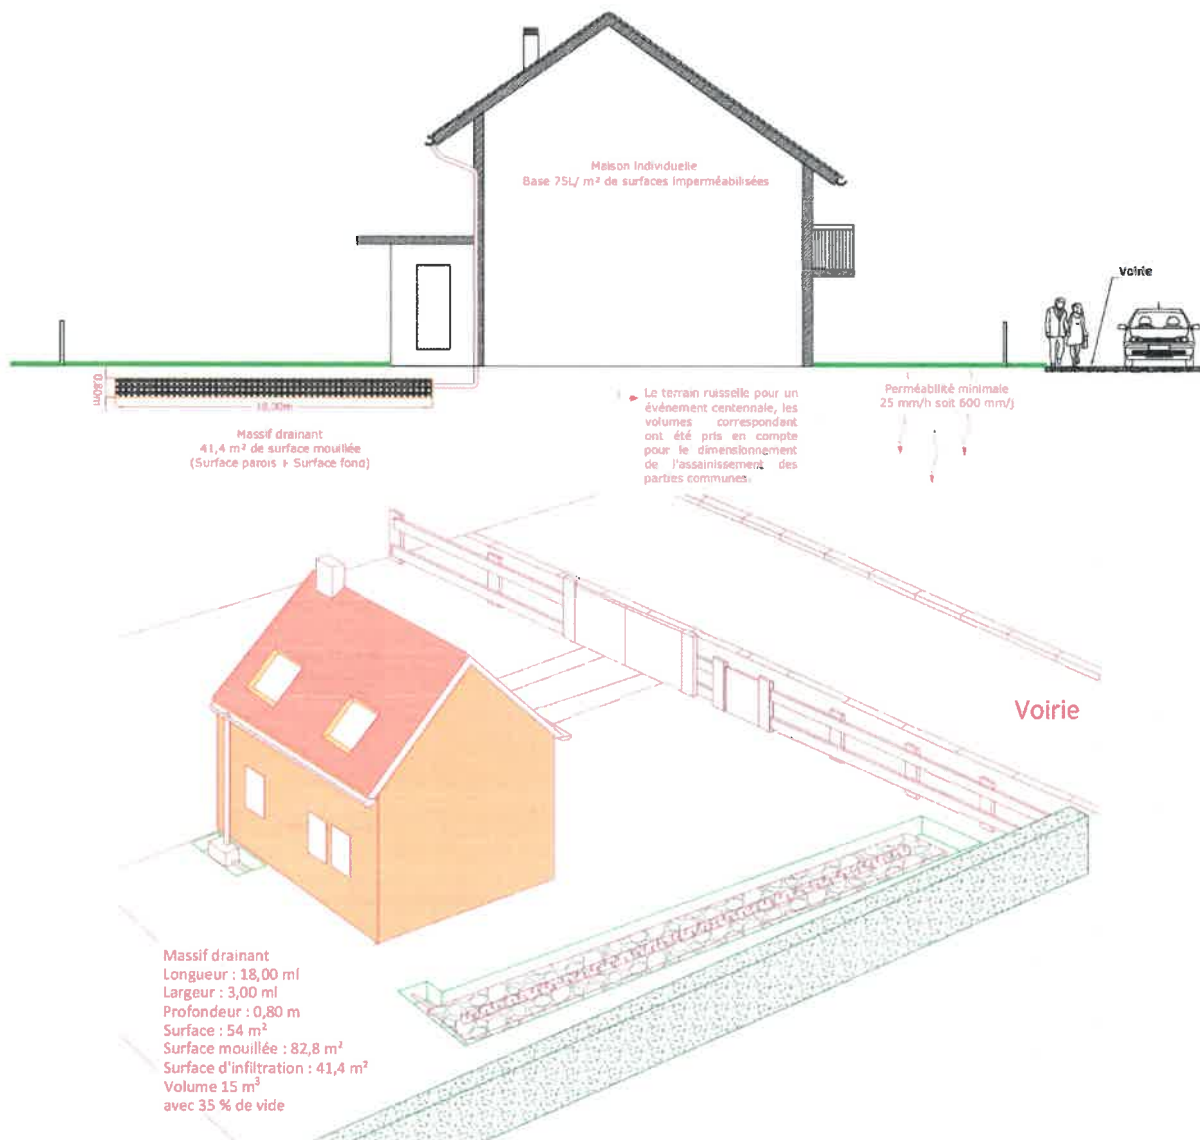 Maison Individuelle
Base 75L/ m² de surfaces imperméabilisées
Voirie
0,80m
18,00m
Massif drainant
41,4 m² de surface mouillée
(Surface parois + Surface fond)
Le terrain ruisselle pour un
événement centennale, les
volumes correspondant
ont été pris en compte
pour le dimensionnement
de l'assainissement des
partres communes.
Perméabilité minimale
25 mm/h soit 600 mm/j
Voirie
Massif drainant
Longueur : 18,00 ml
Largeur : 3,00 ml
Profondeur : 0,80 m
Surface : 54 m²
Surface mouillée : 82,8 m²
Surface d'infiltration : 41,4 m²
Volume 15 m³
avec 35 % de vide